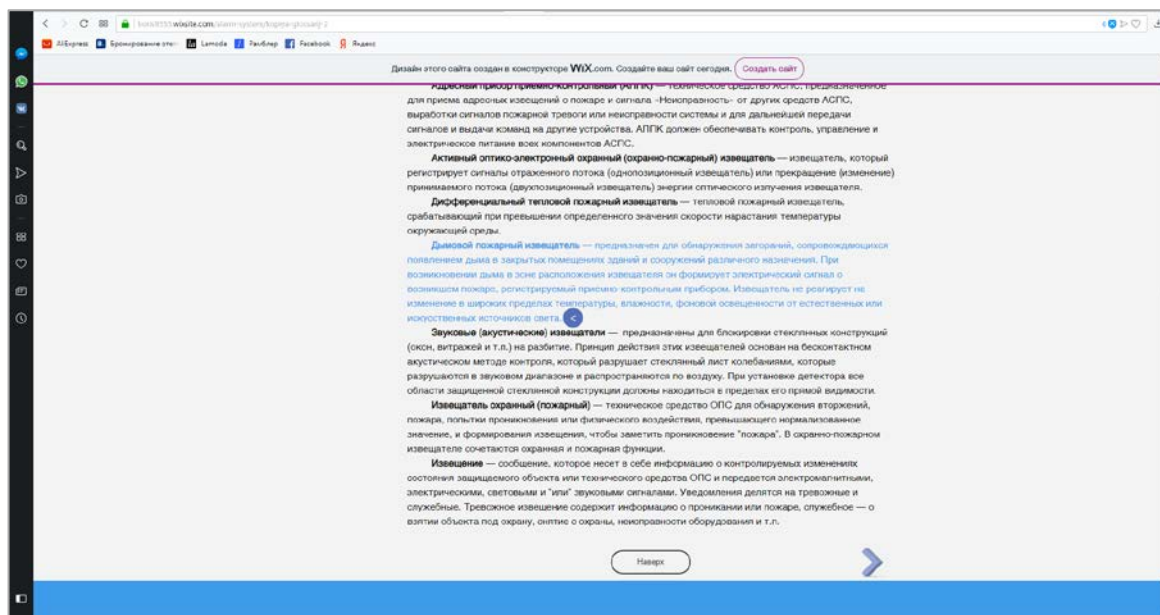 wixsite.com/alarm-system/kopiya-glossarij-2
AliExpress Бронирование оте- Lamoda Рамблер Facebook Яндекс
Дизайн этого сайта создан в конструкторе WiX.com. Создайте ваш сайт сегодня. Создать сайт
Адресный прибор приемно-контрольный (АППК) — техническое средство АСПС, предназначенное
для приема адресных извещений о пожаре и сигнала «Неисправность» от других средств АСПС,
выработки сигналов пожарной тревоги или неисправности системы и для дальнейшей передачи
сигналов и выдачи команд на другие устройства. АППК должен обеспечивать контроль, управление и
электрическое питание всех компонентов АСПС.
Активный оптико-электронный охранный (охранно-пожарный) извещатель — извещатель, который
регистрирует сигналы отраженного потока (однопозиционный извещатель) или прекращение (изменение)
принимаемого потока (двухпозиционный извещатель) энергии оптического излучения извещателя.
Дифференциальный тепловой пожарный извещатель — тепловой пожарный извещатель,
срабатывающий при превышении определенного значения скорости нарастания температуры
окружающей среды.
Дымовой пожарный извещатель — предназначен для обнаружения загораний, сопровождающихся
появлением дыма в закрытых помещениях зданий и сооружений различного назначения. При
возникновении дыма в зоне расположения извещателя он формирует электрический сигнал о
возникшем пожаре, регистрируемый приемно-контрольным прибором. Извещатель не реагирует на
изменение в широких пределах температуры, влажности, фоновой освещенности от естественных или
искусственных источников света. <
Звуковые (акустические) извещатели — предназначены для блокировки стеклянных конструкций
(окон, витражей и т.п.) на разбитие. Принцип действия этих извещателей основан на бесконтактном
акустическом методе контроля, который разрушает стеклянный лист колебаниями, которые
разрушаются в звуковом диапазоне и распространяются по воздуху. При установке детектора все
области защищенной стеклянной конструкции должны находиться в пределах его прямой видимости.
Извещатель охранный (пожарный) — техническое средство ОПС для обнаружения вторжений,
пожара, попытки проникновения или физического воздействия, превышающего нормализованное
значение, и формирования извещения, чтобы заметить проникновение "пожара". В охранно-пожарном
извещателе сочетаются охранная и пожарная функции.
Извещение — сообщение, которое несет в себе информацию о контролируемых изменениях
состояния защищаемого объекта или технического средства ОПС и передается электромагнитными,
электрическими, световыми и "или" звуковыми сигналами. Уведомления делятся на тревожные и
служебные. Тревожное извещение содержит информацию о проникании или пожаре, служебное — о
взятии объекта под охрану, снятие с охраны, неисправности оборудования и т.п.
Наверх